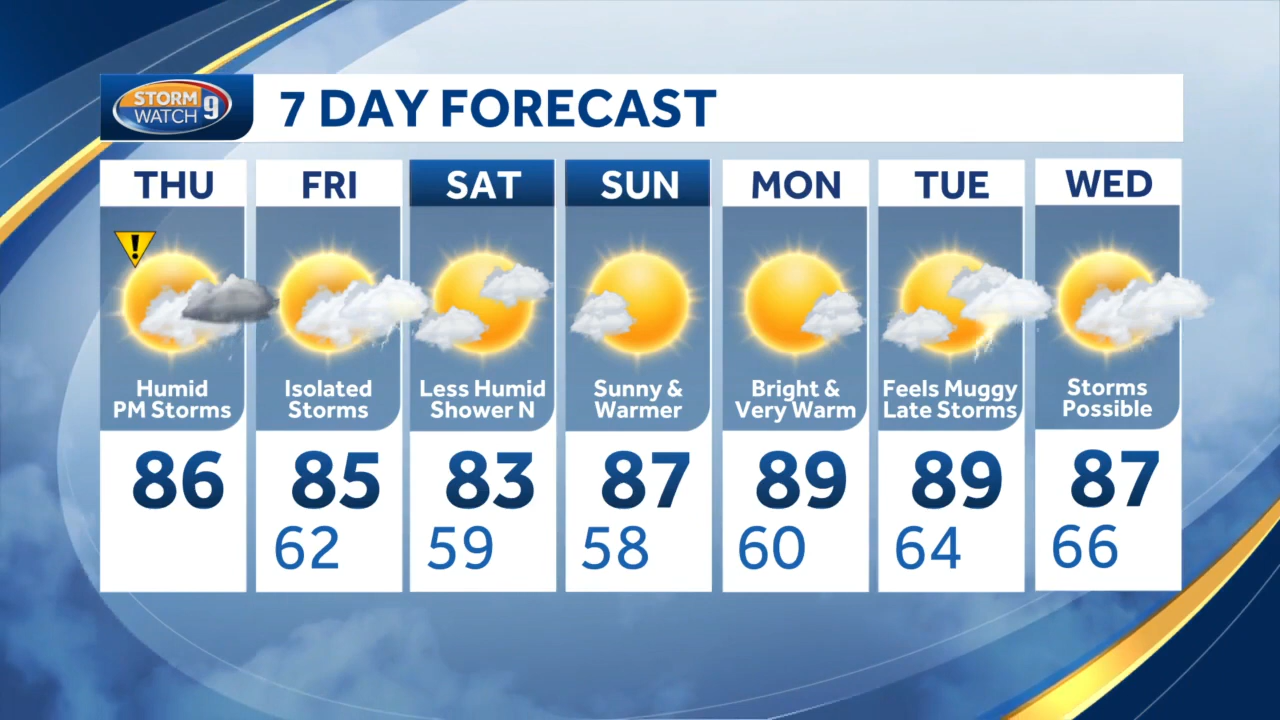 STORM
WATCH 9
7 DAY FORECAST
THU
!
Humid
PM Storms
86
FRI
Isolated
Storms
85
62
SAT
Less Humid
Shower N
83
59
SUN
Sunny &
Warmer
87
58
MON
Bright &
Very Warm
89
60
TUE
Feels Muggy
Late Storms
89
64
WED
Storms
Possible
87
66